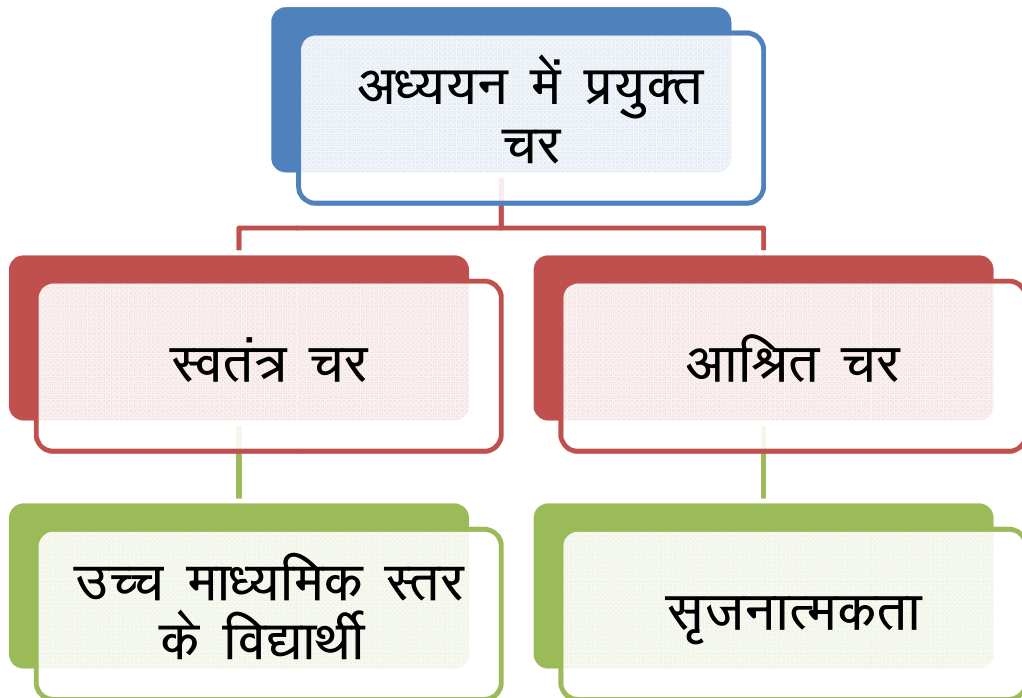 अध्ययन में प्रयुक्त
चर
स्वतंत्र चर
आश्रित चर
उच्च माध्यमिक स्तर
के विद्यार्थी
सृजनात्मकता